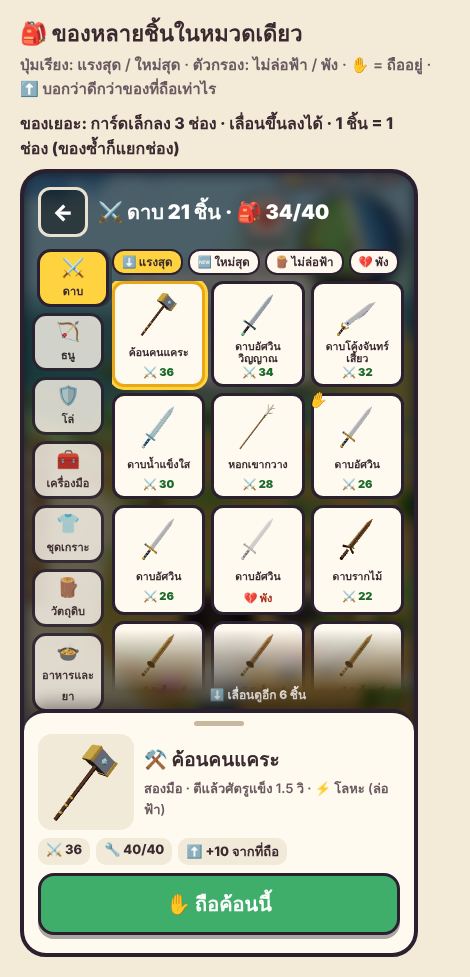 🎒 ของหลายชิ้นในหมวดเดียว
ปุ่มเรียง: แรงสุด / ใหม่สุด · ตัวกรอง: ไม่ล่อฟ้า / พัง · ✋ = ถืออยู่ ·
⬆️ บอกว่าดีกว่าของที่ถือเท่าไร
ของเยอะ: การ์ดเล็กลง 3 ช่อง · เลื่อนขึ้นลงได้ · 1 ชิ้น = 1
ช่อง (ของซ้ำก็แยกช่อง)
← ⚔️ ดาบ 21 ชิ้น · 🎒 34/40
⬇️ แรงสุด 🆕 ใหม่สุด 🪵 ไม่ล่อฟ้า 💔 พัง
ดาบ
ธนู
โล่
เครื่องมือ
ชุดเกราะ
วัตถุดิบ
อาหารและ
ยา
ค้อนคนแคระ
⚔️ 36
ดาบอัศวิน
วิญญาณ
⚔️ 34
ดาบโค้งจันทร์
เสี้ยว
⚔️ 32
ดาบน้ำแข็งใส
⚔️ 30
หอกเขากวาง
⚔️ 28
ดาบอัศวิน
⚔️ 26
ดาบอัศวิน
⚔️ 26
ดาบอัศวิน
💔 พัง
ดาบรากไม้
⚔️ 22
⬇️ เลื่อนดูอีก 6 ชิ้น
⚒️ ค้อนคนแคระ
สองมือ · ตีแล้วศัตรูแข็ง 1.5 วิ · ⚡ โลหะ (ล่อ
ฟ้า)
⚔️ 36 🔧 40/40 ⬆️ +10 จากที่ถือ
✋ ถือค้อนนี้